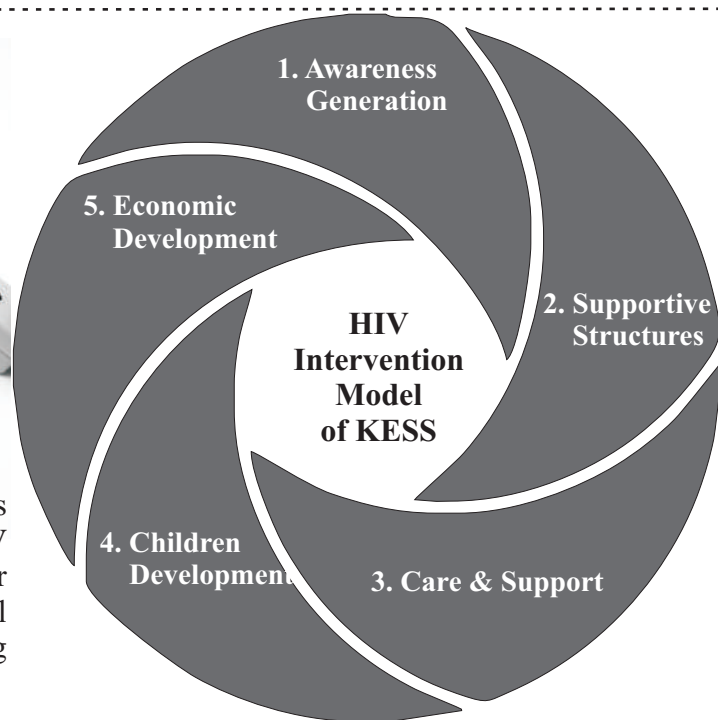 1. Awareness
Generation
2. Supportive
Structures
3. Care & Support
4. Children
Development
5. Economic
Development
HIV
Intervention
Model
of KESS